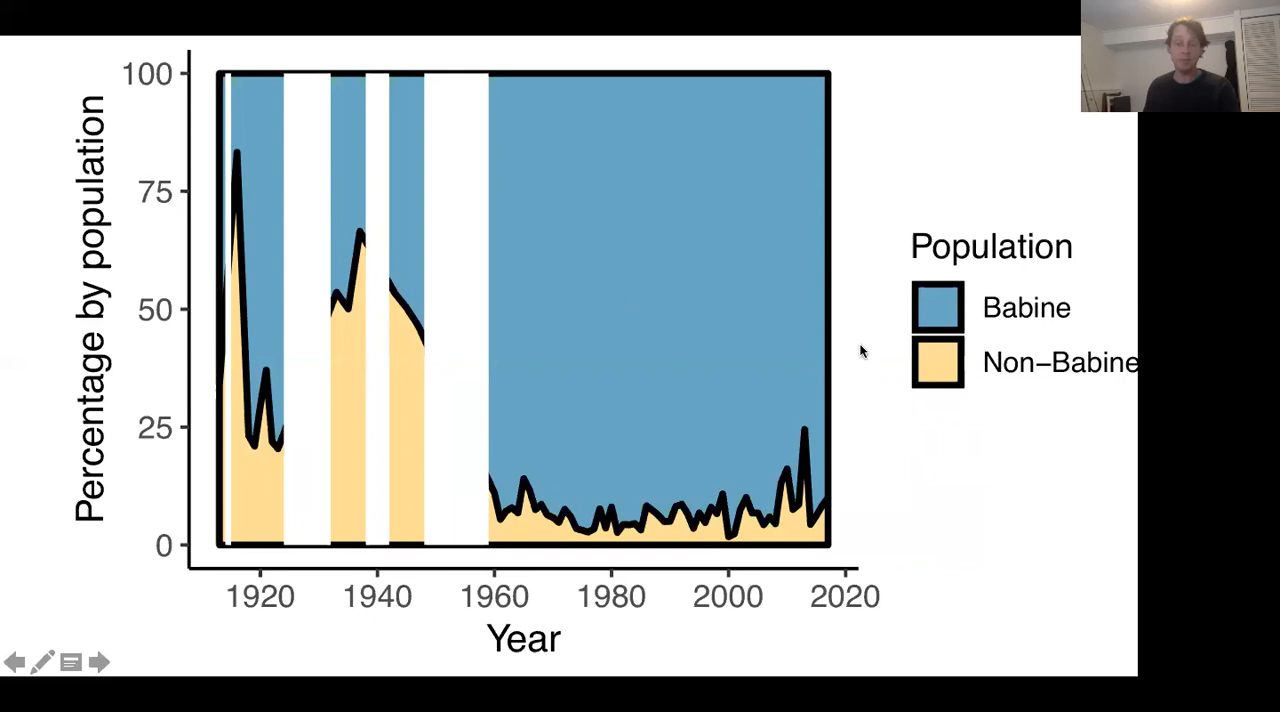 Percentage by population
100
75
50
25
0
1920 1940 1960 1980 2000 2020
Year
Population
Babine
Non−Babine